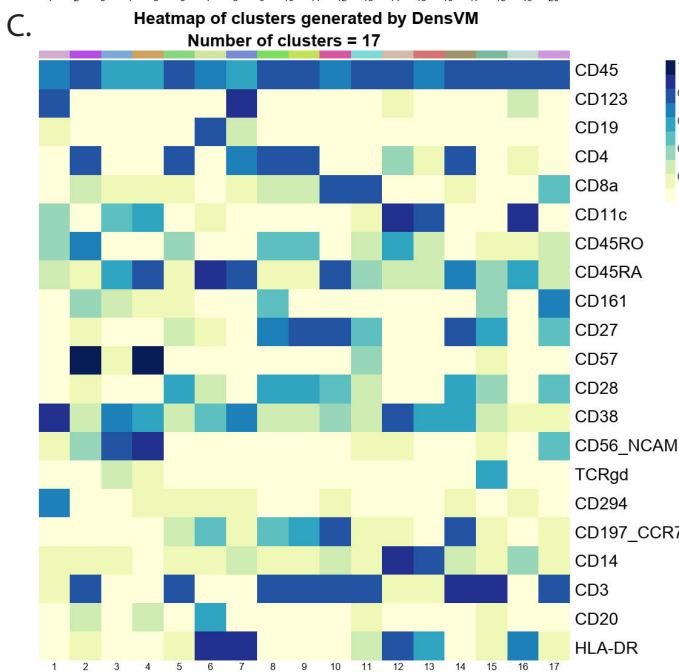 C.
Heatmap of clusters generated by DensVM
Number of clusters = 17
CD45
CD123
CD19
CD4
CD8a
CD11c
CD45RO
CD45RA
CD161
CD27
CD57
CD28
CD38
CD56_NCAM
TCRgd
CD294
CD197_CCR7
CD14
CD3
CD20
HLA-DR
1 2 3 4 5 6 7 8 9 10 11 12 13 14 15 16 17